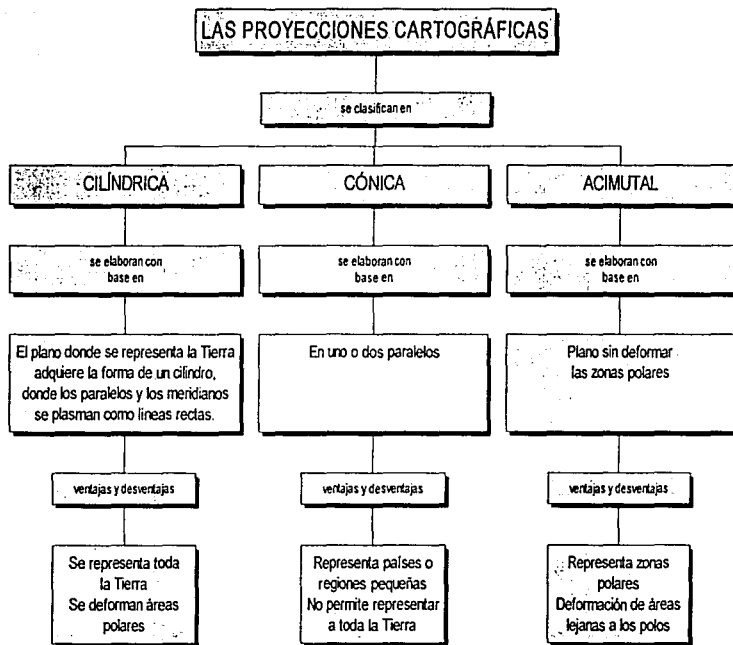 LAS PROYECCIONES CARTOGRÁFICAS
se clasifican en
CILÍNDRICA
CÓNICA
ACIMUTAL
se elaboran con
base en
se elaboran con
base en
se elaboran con
base en
El plano donde se representa la Tierra
adquiere la forma de un cilindro,
donde los paralelos y los meridianos
se plasman como líneas rectas.
En uno o dos paralelos
Plano sin deformar
las zonas polares
ventajas y desventajas
ventajas y desventajas
ventajas y desventajas
Se representa toda
la Tierra
Se deforman áreas
polares
Representa países o
regiones pequeñas
No permite representar
a toda la Tierra
Representa zonas
polares
Deformación de áreas
lejanas a los polos